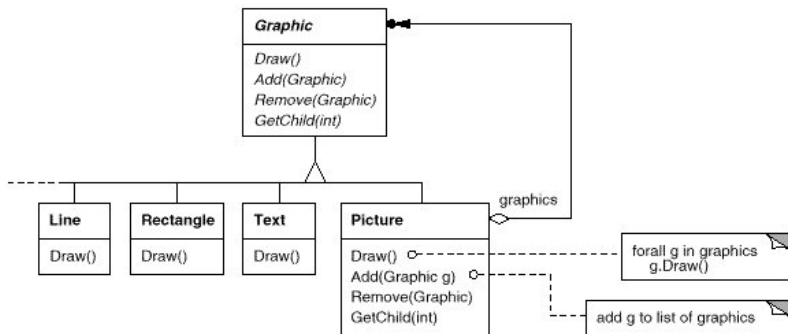 Graphic
Draw()
Add(Graphic)
Remove(Graphic)
GetChild(int)
graphics
Line
Draw()
Rectangle
Draw()
Text
Draw()
Picture
Draw()
Add(Graphic g)
Remove(Graphic)
GetChild(int)
forall g in graphics
g.Draw()
add g to list of graphics